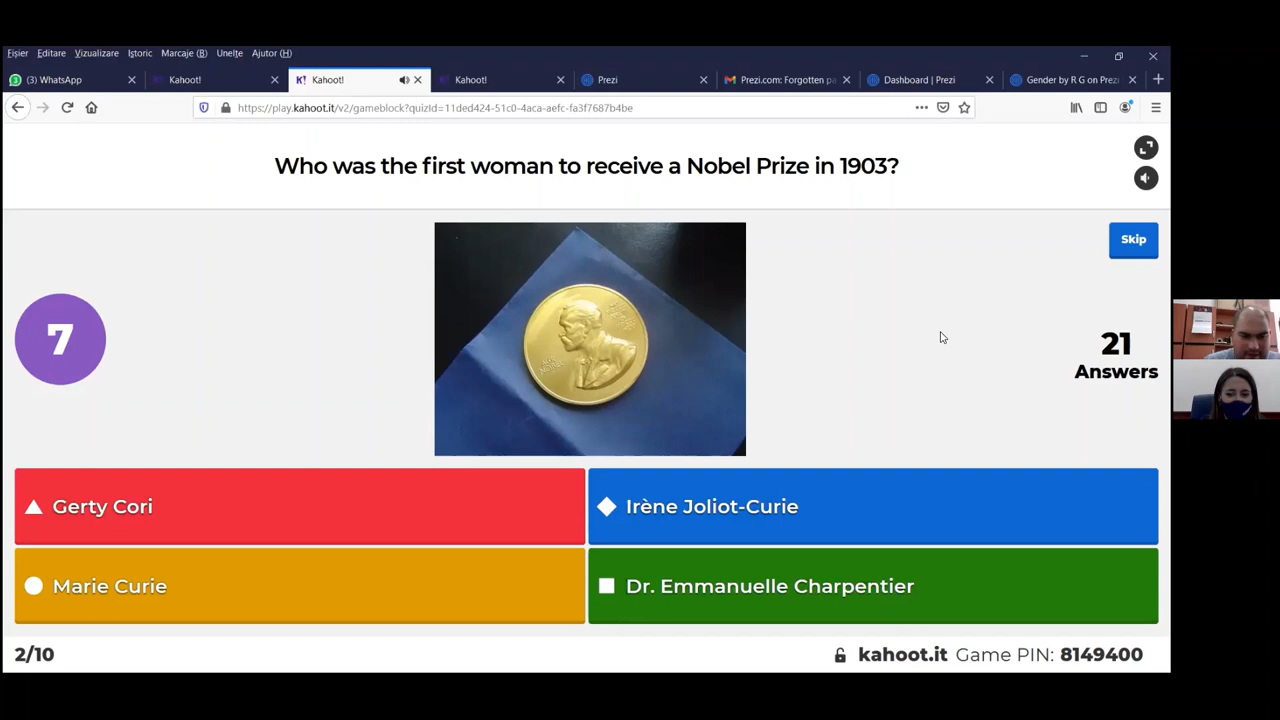 Fișier Editare Vizualizare Istoric Marcaje (B) Unelte Ajutor (H)
(3) WhatsApp Kahoot! Kahoot! Kahoot! Prezi Prezi.com: Forgotten pa Dashboard | Prezi Gender by R G on Prezi
https://play.kahoot.it/v2/gameblock?quizId=11ded424-51c0-4aca-aefc-fa3f7687b4be
Who was the first woman to receive a Nobel Prize in 1903?
Skip
7
21
Answers
Gerty Cori
Irène Joliot-Curie
Marie Curie
Dr. Emmanuelle Charpentier
2/10
kahoot.it Game PIN: 8149400